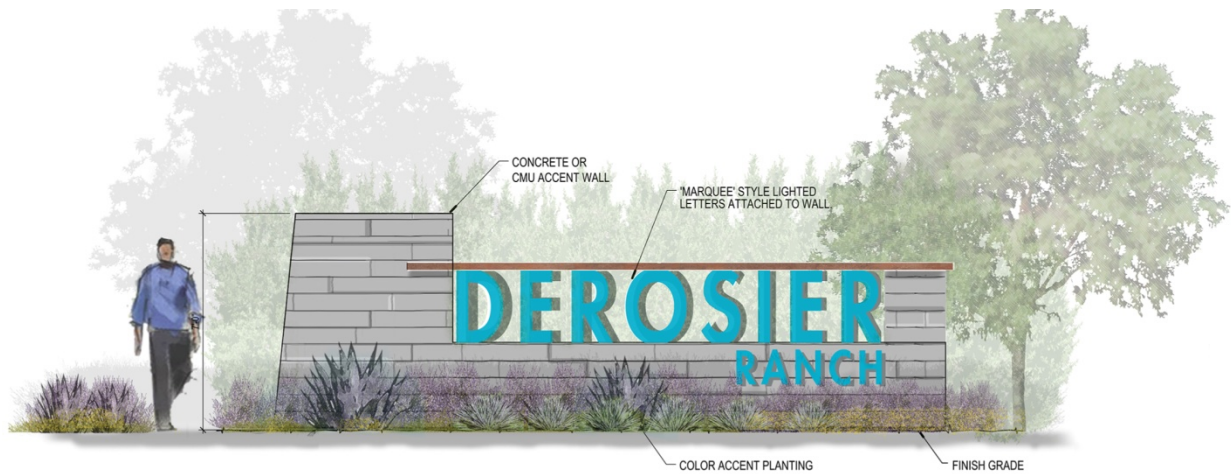 CONCRETE OR
CMU ACCENT WALL
'MARQUEE' STYLE LIGHTED
LETTERS ATTACHED TO WALL
DEROSIER
RANCH
COLOR ACCENT PLANTING
FINISH GRADE